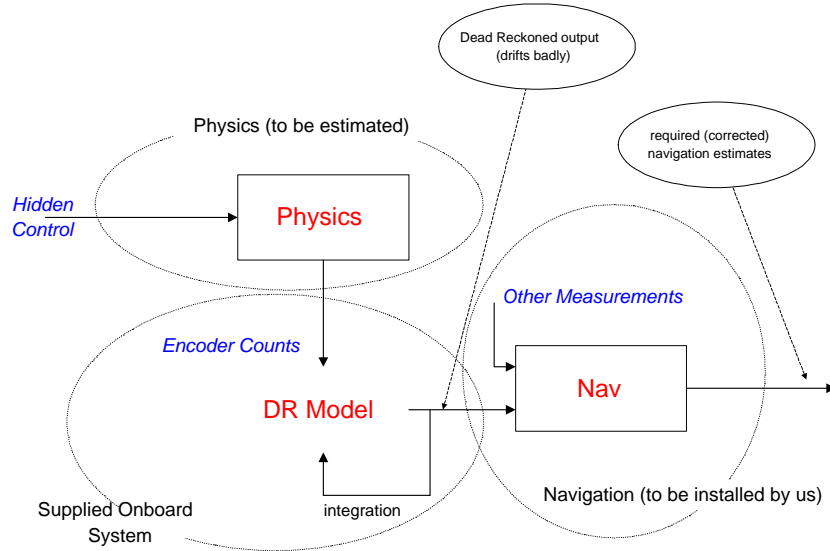 Dead Reckoned output
(drifts badly)
Physics (to be estimated)
required (corrected)
navigation estimates
Hidden
Control
Physics
Other Measurements
Encoder Counts
DR Model
Nav
integration
Supplied Onboard
System
Navigation (to be installed by us)